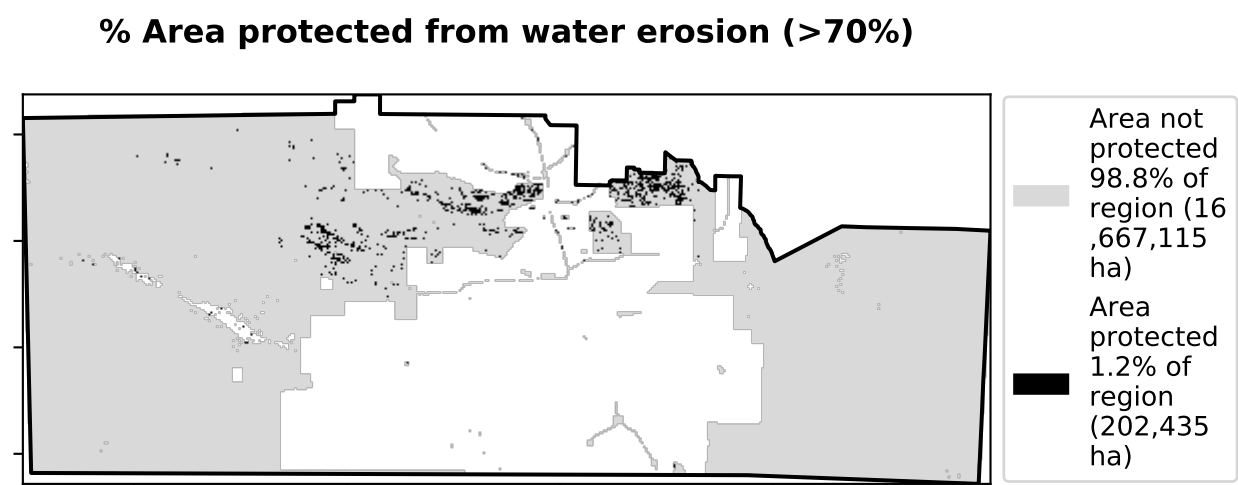 % Area protected from water erosion (>70%)
Area not
protected
98.8% of
region (16
,667,115
ha)
Area
protected
1.2% of
region
(202,435
ha)